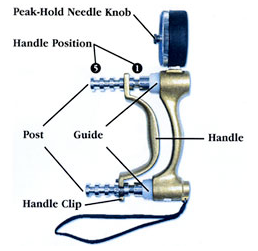 Peak-Hold Needle Knob
Handle Position
5 1
Post Guide Handle
Handle Clip